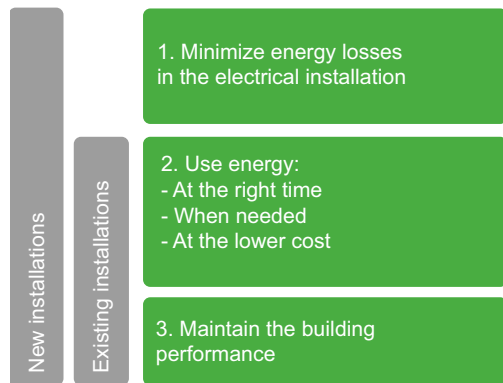 1. Minimize energy losses
in the electrical installation
2. Use energy:
- At the right time
- When needed
- At the lower cost
3. Maintain the building
performance
New installations
Existing installations